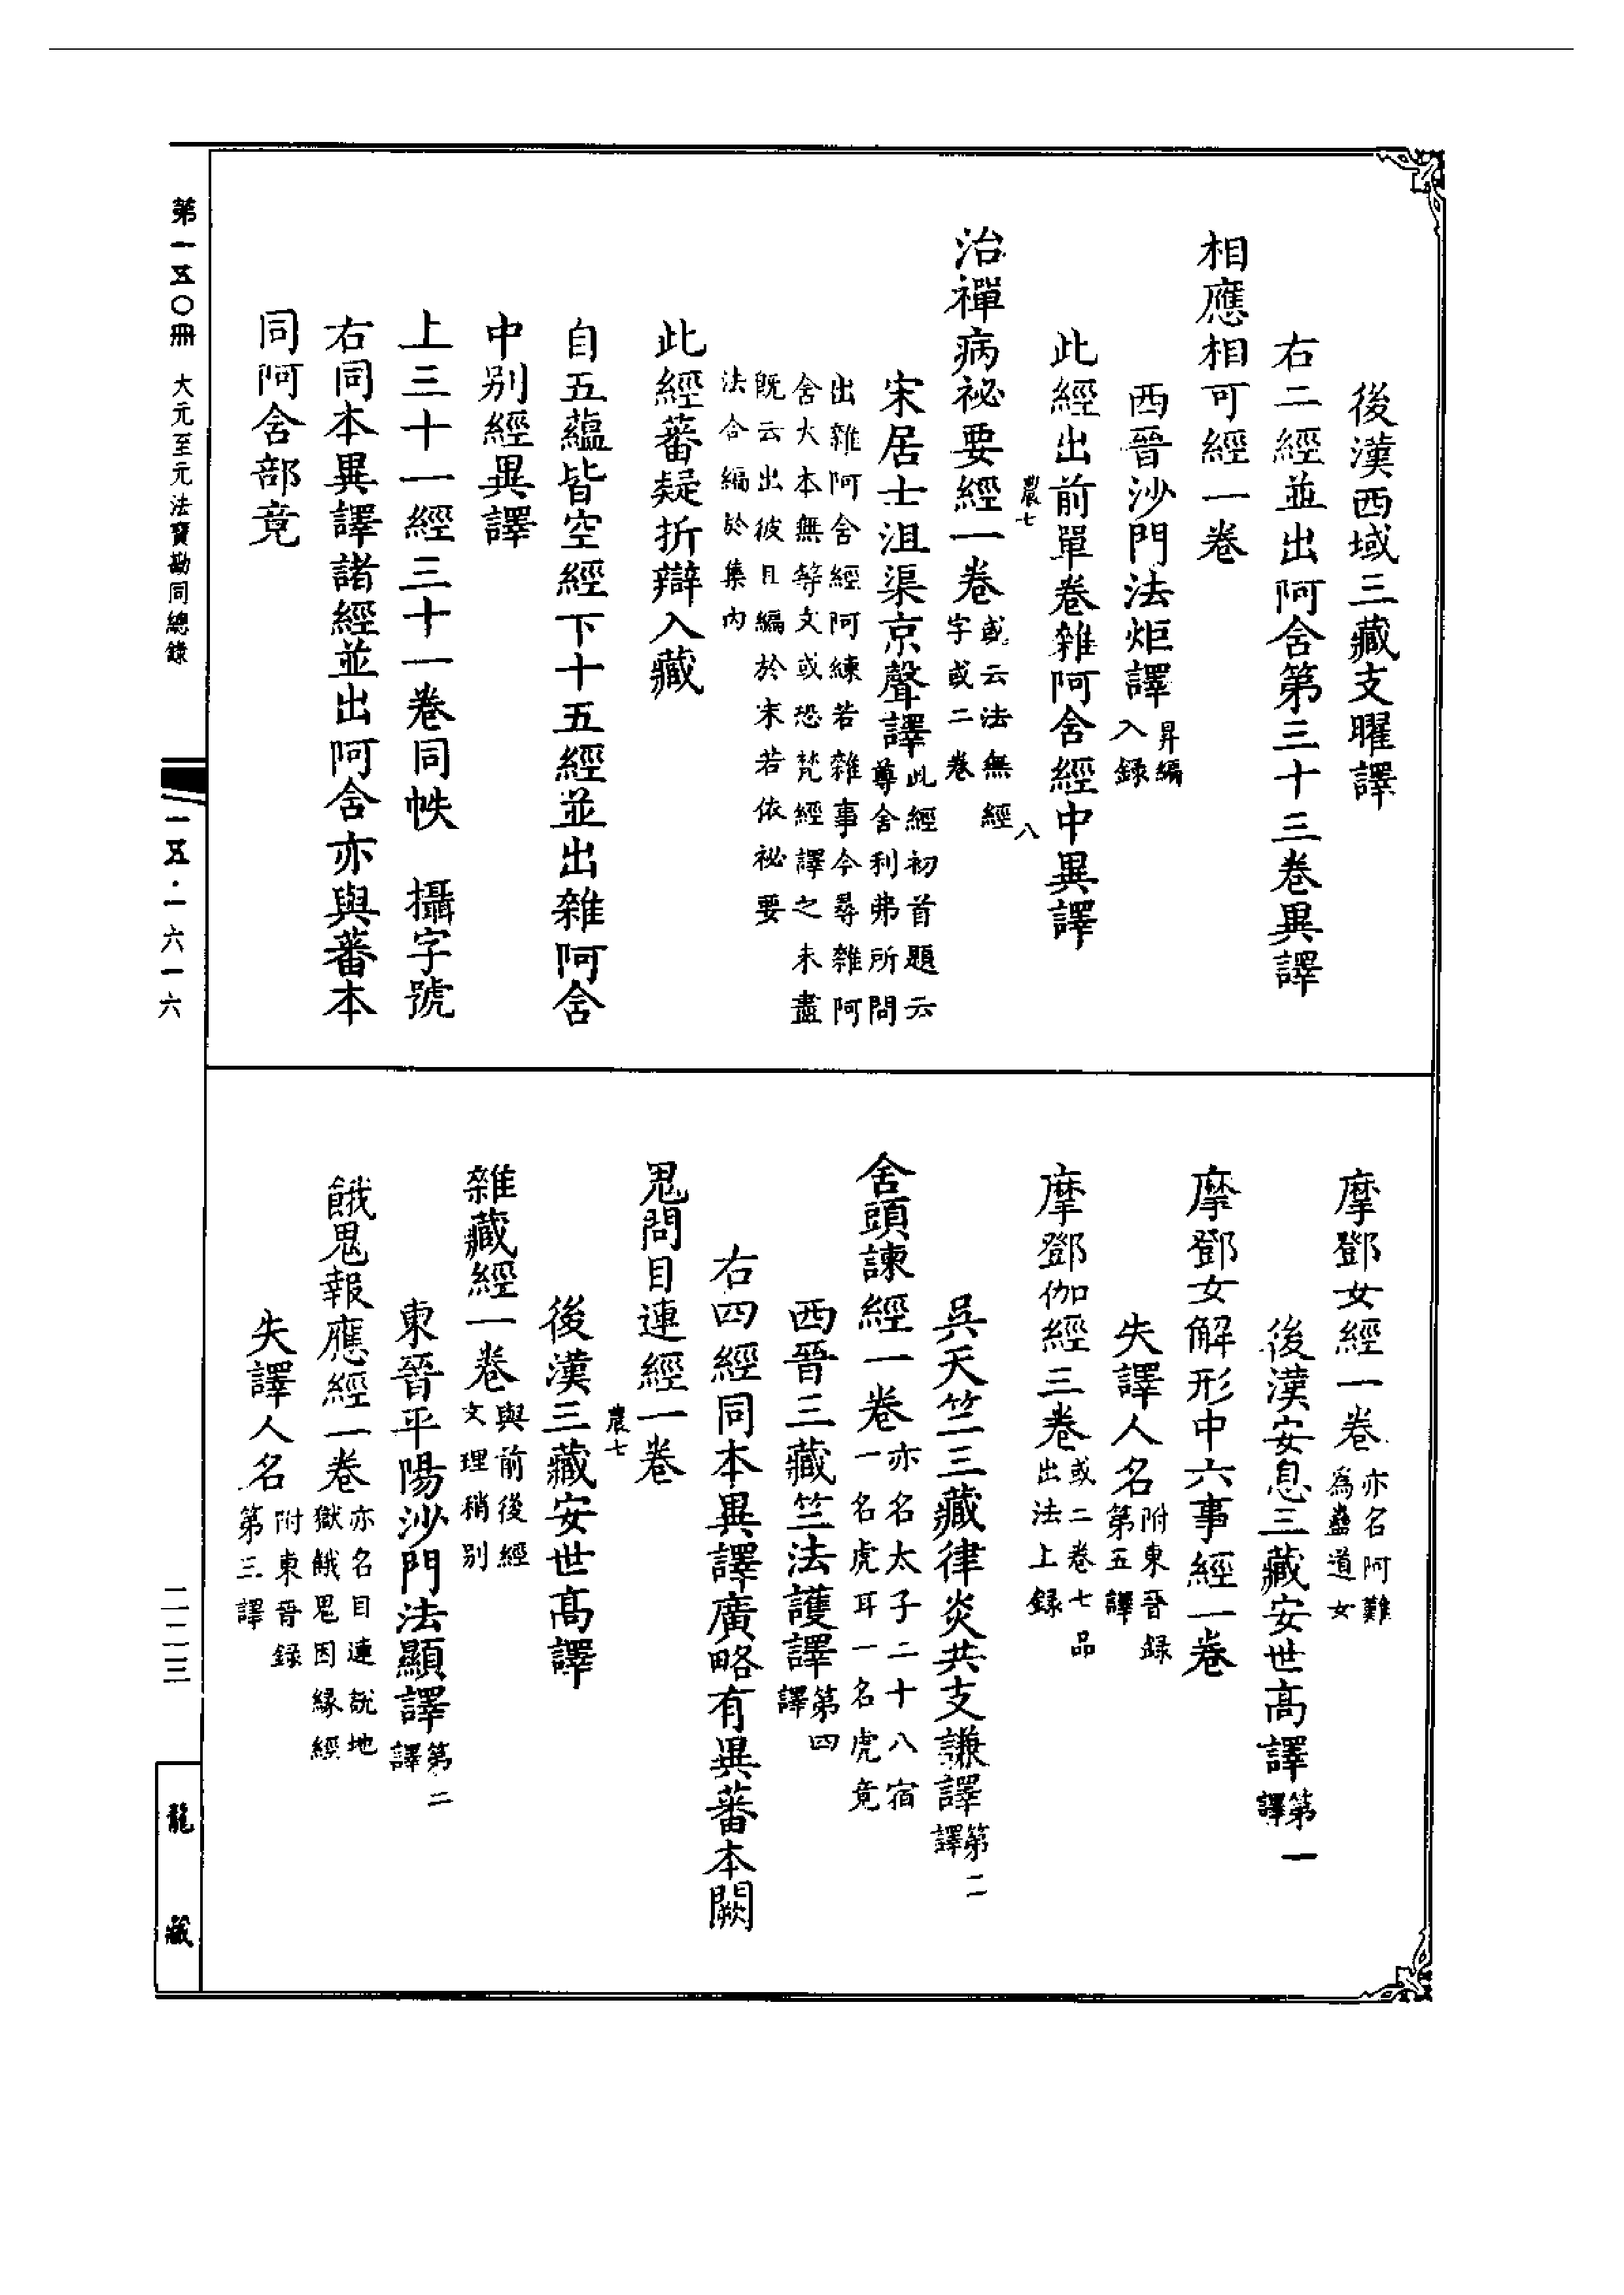 後漢西域三藏支曜譯
右二經並出阿含第三十三卷異譯
相應相可經一卷
西晉沙門法炬譯昇編入錄
此經出前單卷雜阿含經中異譯
農七
八
治禪病祕要經一卷或云法無經字或二卷
宋居士沮渠京聲譯此經初首題云尊者舍利弗所問
出雜阿含經阿練若雜事今尋雜阿
含大本無等文或恐梵經譯之未盡
既云出彼且編於末若依祕要
法合編於集內
此經蕃疑折辯入藏
自五蘊皆空經下十五經並出雜阿含
中別經異譯
上三十一經三十一卷同帙　攝字號
右同本異譯諸經並出阿含亦與蕃本
同阿含部竟
摩鄧女經一卷亦名阿難為蠱道女
後漢安息三藏安世高譯第一譯
摩鄧女解形中六事經一卷
失譯人名附東晉錄第五譯
摩鄧伽經三卷或二卷七品出法上錄
吳天竺三藏律炎共支謙譯第二譯
舍頭諫經一卷亦名太子二十八宿一名虎耳一名虎竟
西晉三藏竺法護譯第四譯
右四經同本異譯廣略有異蕃本闕
鬼問目連經一卷
農七
後漢三藏安世高譯
雜藏經一卷與前後經文理稍別
東晉平陽沙門法顯譯第二譯
餓鬼報應經一卷亦名目連說地獄餓鬼因緣經
失譯人名附東晉錄第三譯
第一五〇冊　大元至元法寶勘同總錄
一五·一六一六
二二三
龍藏